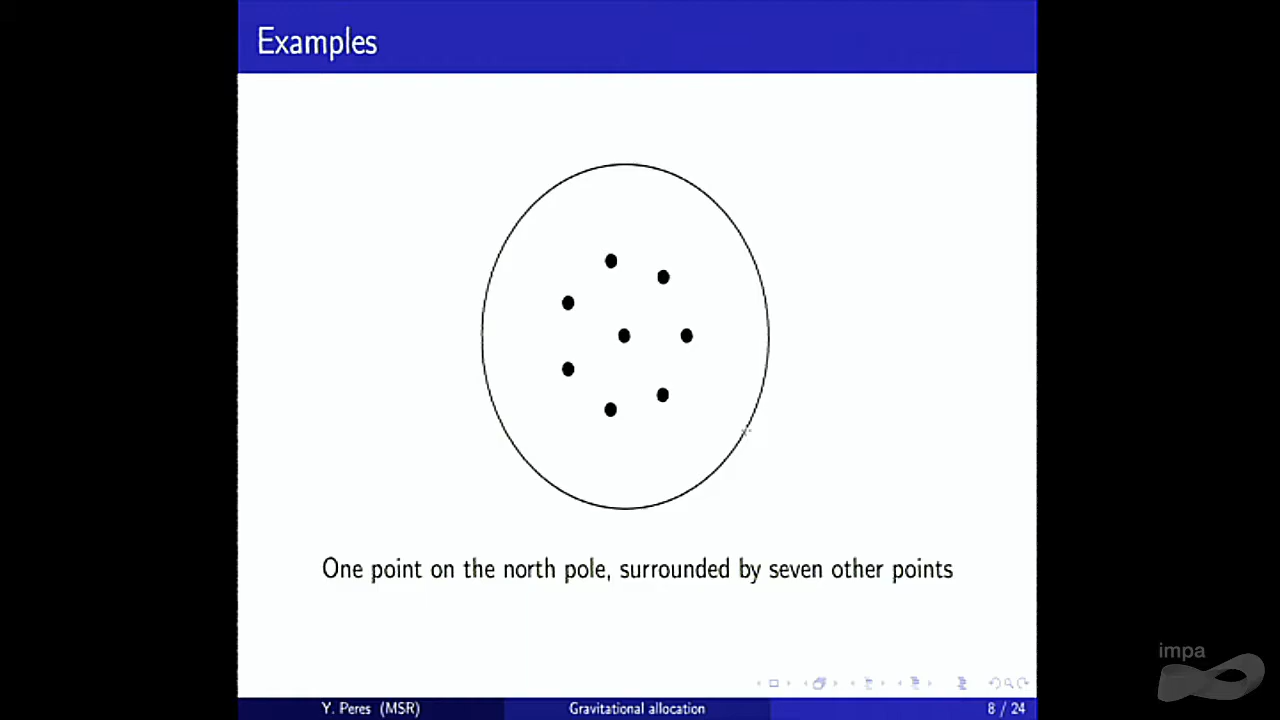 Examples
One point on the north pole, surrounded by seven other points
impa
Y. Peres (MSR)
Gravitational allocation
8 / 24